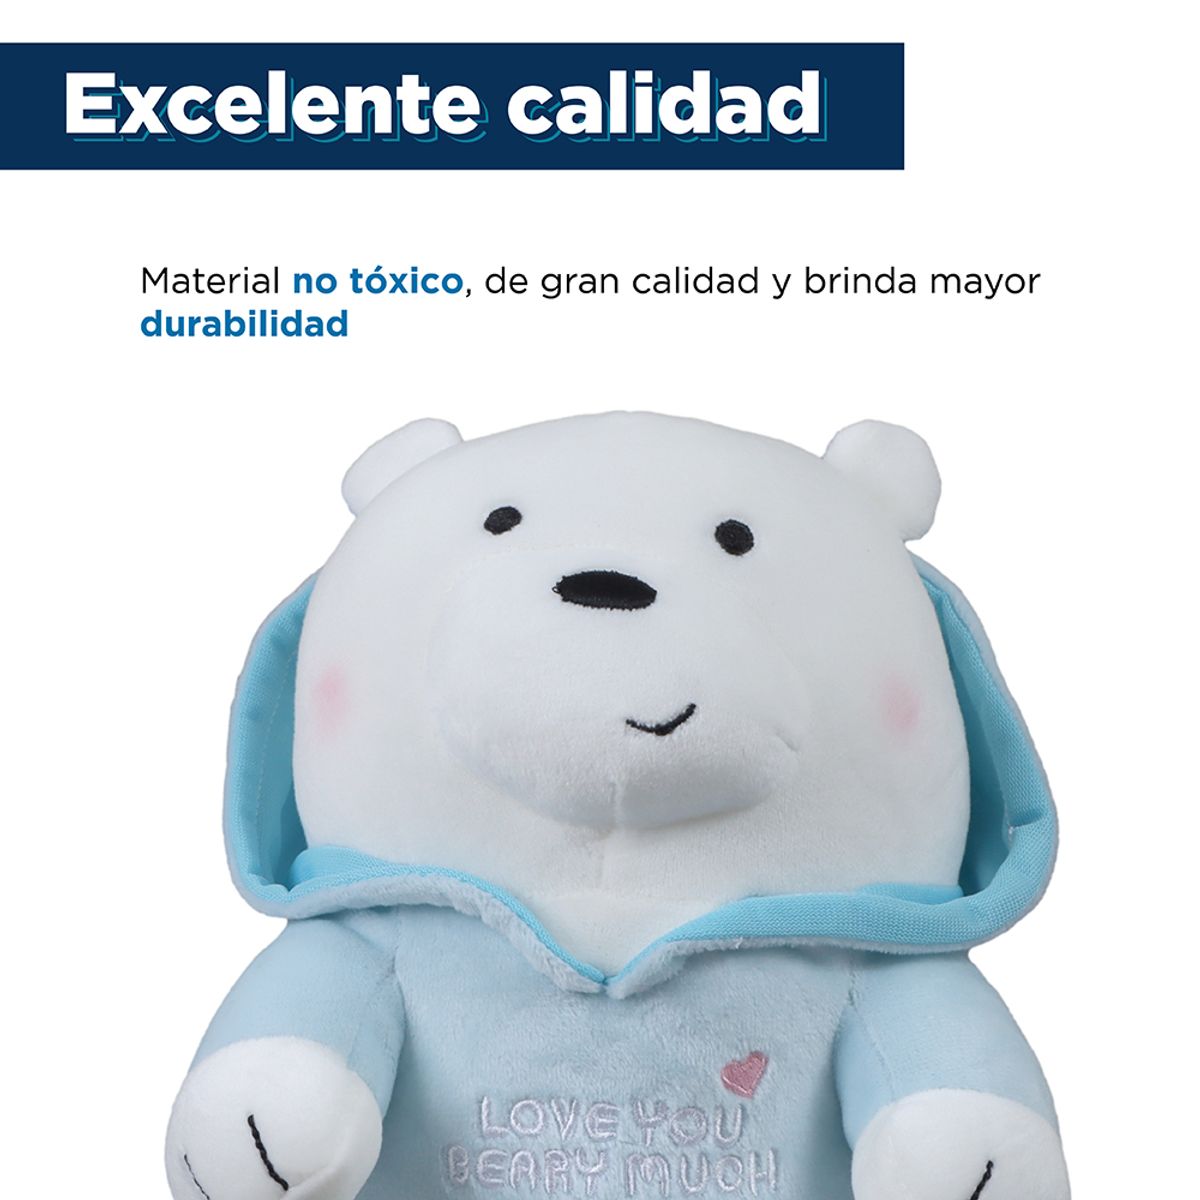 Excelente calidad
Material no tóxico, de gran calidad y brinda mayor
durabilidad
LOVE YOU
BEARY MUCH